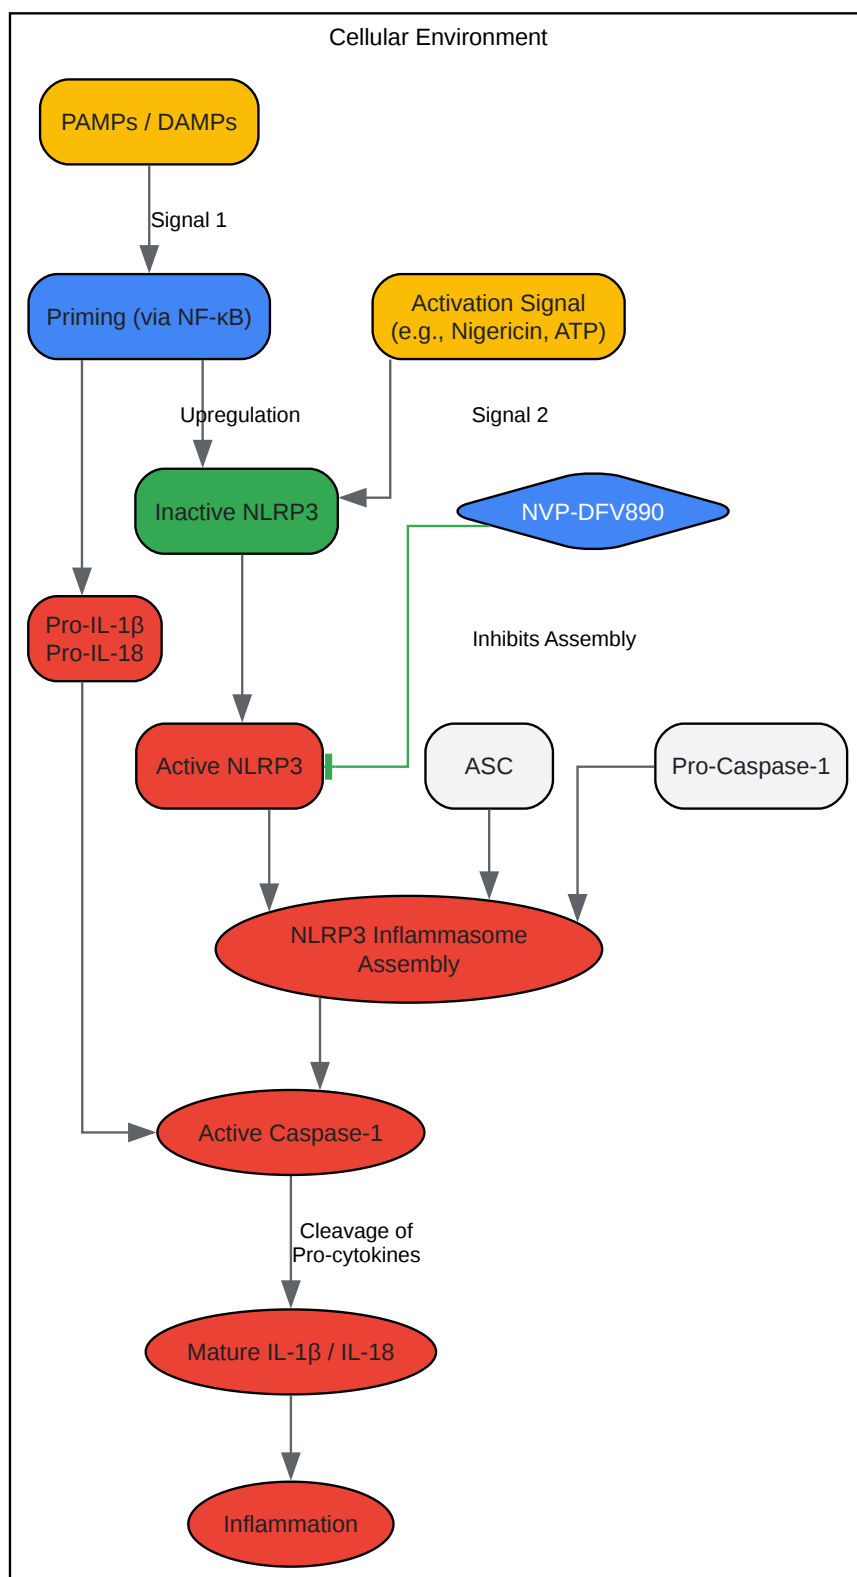 Cellular Environment
PAMPs / DAMPs
Signal 1
Priming (via NF-κB)
Activation Signal
(e.g., Nigericin, ATP)
Upregulation
Signal 2
Inactive NLRP3
NVP-DFV890
Pro-IL-1β
Pro-IL-18
Inhibits Assembly
Active NLRP3
ASC
Pro-Caspase-1
NLRP3 Inflammasome
Assembly
Active Caspase-1
Cleavage of
Pro-cytokines
Mature IL-1β / IL-18
Inflammation